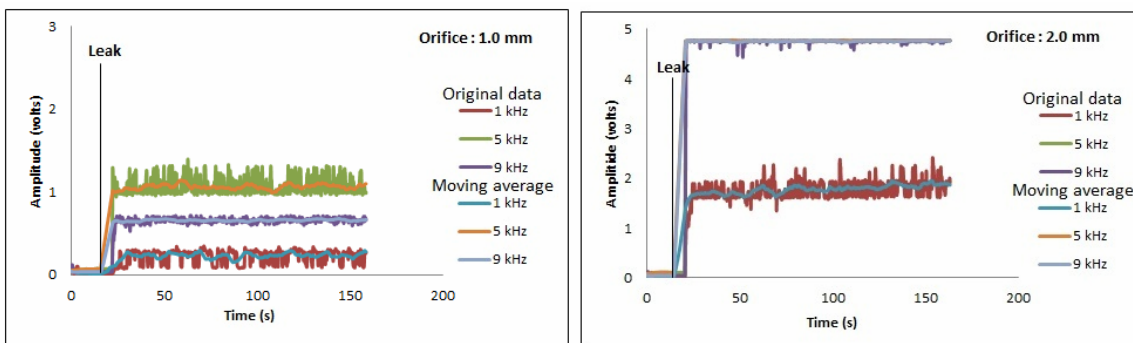 3
Leak
Orifice : 1.0 mm
2
1
0
Amplitude (volts)
Original data
1 kHz
5 kHz
9 kHz
Moving average
1 kHz
5 kHz
9 kHz
0 50 100 150 200
Time (s)
5
Orifice : 2.0 mm
4
Leak
3
2
1
0
Amplitide (volts)
Original data
1 kHz
5 kHz
9 kHz
Moving average
1 kHz
5 kHz
9 kHz
0 50 100 150 200
Time (s)